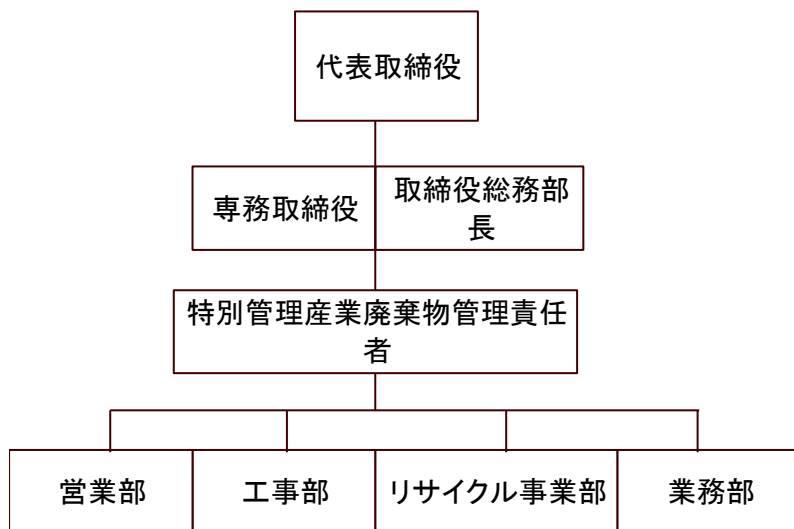 代表取締役
専務取締役
取締役総務部
長
特別管理産業廃棄物管理責任
者
営業部
工事部
リサイクル事業部
業務部